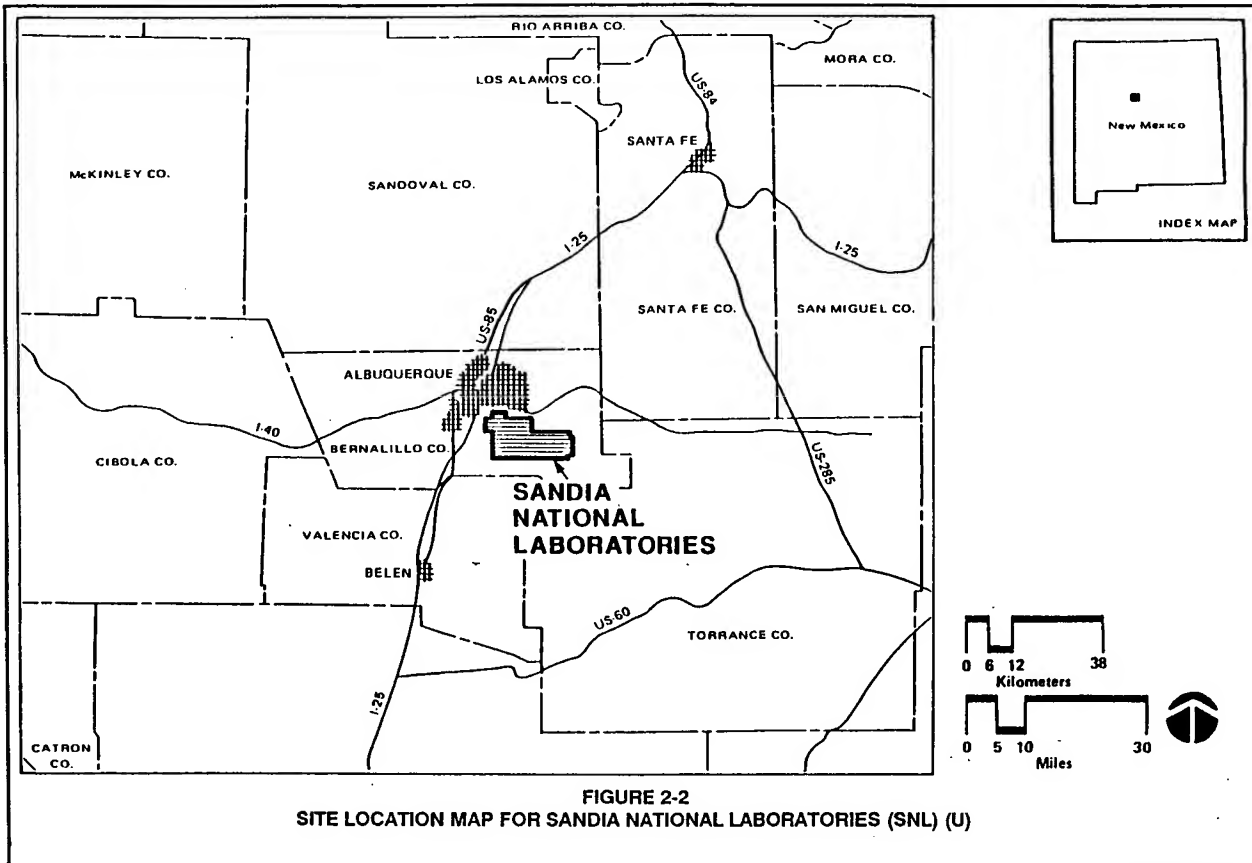 RIO ARRIBA CO.
MORA CO.
LOS ALAMOS CO.
US-84
New Mexico
INDEX MAP
SANTA FE
McKINLEY CO.
SANDOVAL CO.
I-25
I-25
US-85
SANTA FE CO.
SAN MIGUEL CO.
ALBUQUERQUE
I-40
BERNALILLO CO.
CIBOLA CO.
US-285
SANDIA
NATIONAL
LABORATORIES
VALENCIA CO.
BELEN
US-60
TORRANCE CO.
I-25
CATRON
CO.
0 6 12 38
Kilometers
0 5 10 30
Miles
FIGURE 2-2
SITE LOCATION MAP FOR SANDIA NATIONAL LABORATORIES (SNL) (U)